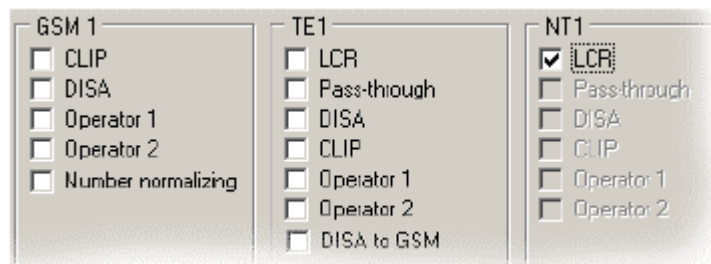 GSM 1
CLIP
DISA
Operator 1
Operator 2
Number normalizing
TE1
LCR
Pass-through
DISA
CLIP
Operator 1
Operator 2
DISA to GSM
NT1
LCR
Pass-through
DISA
CLIP
Operator 1
Operator 2